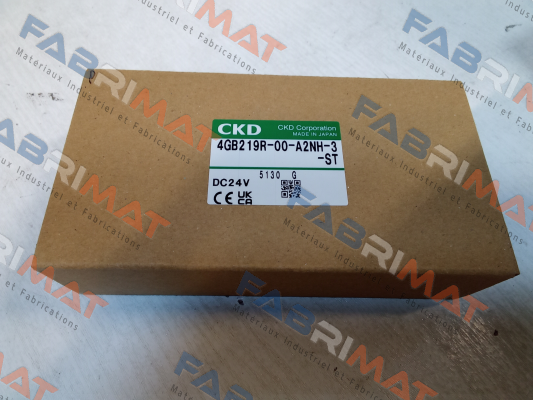 CKD
CKD Corporation
MADE IN JAPAN
4GB219R-00-A2NH-3
-ST
5130 G
DC24V
CE UK
CA
FABRIMAT
Materiaux Industriel et Fabrications